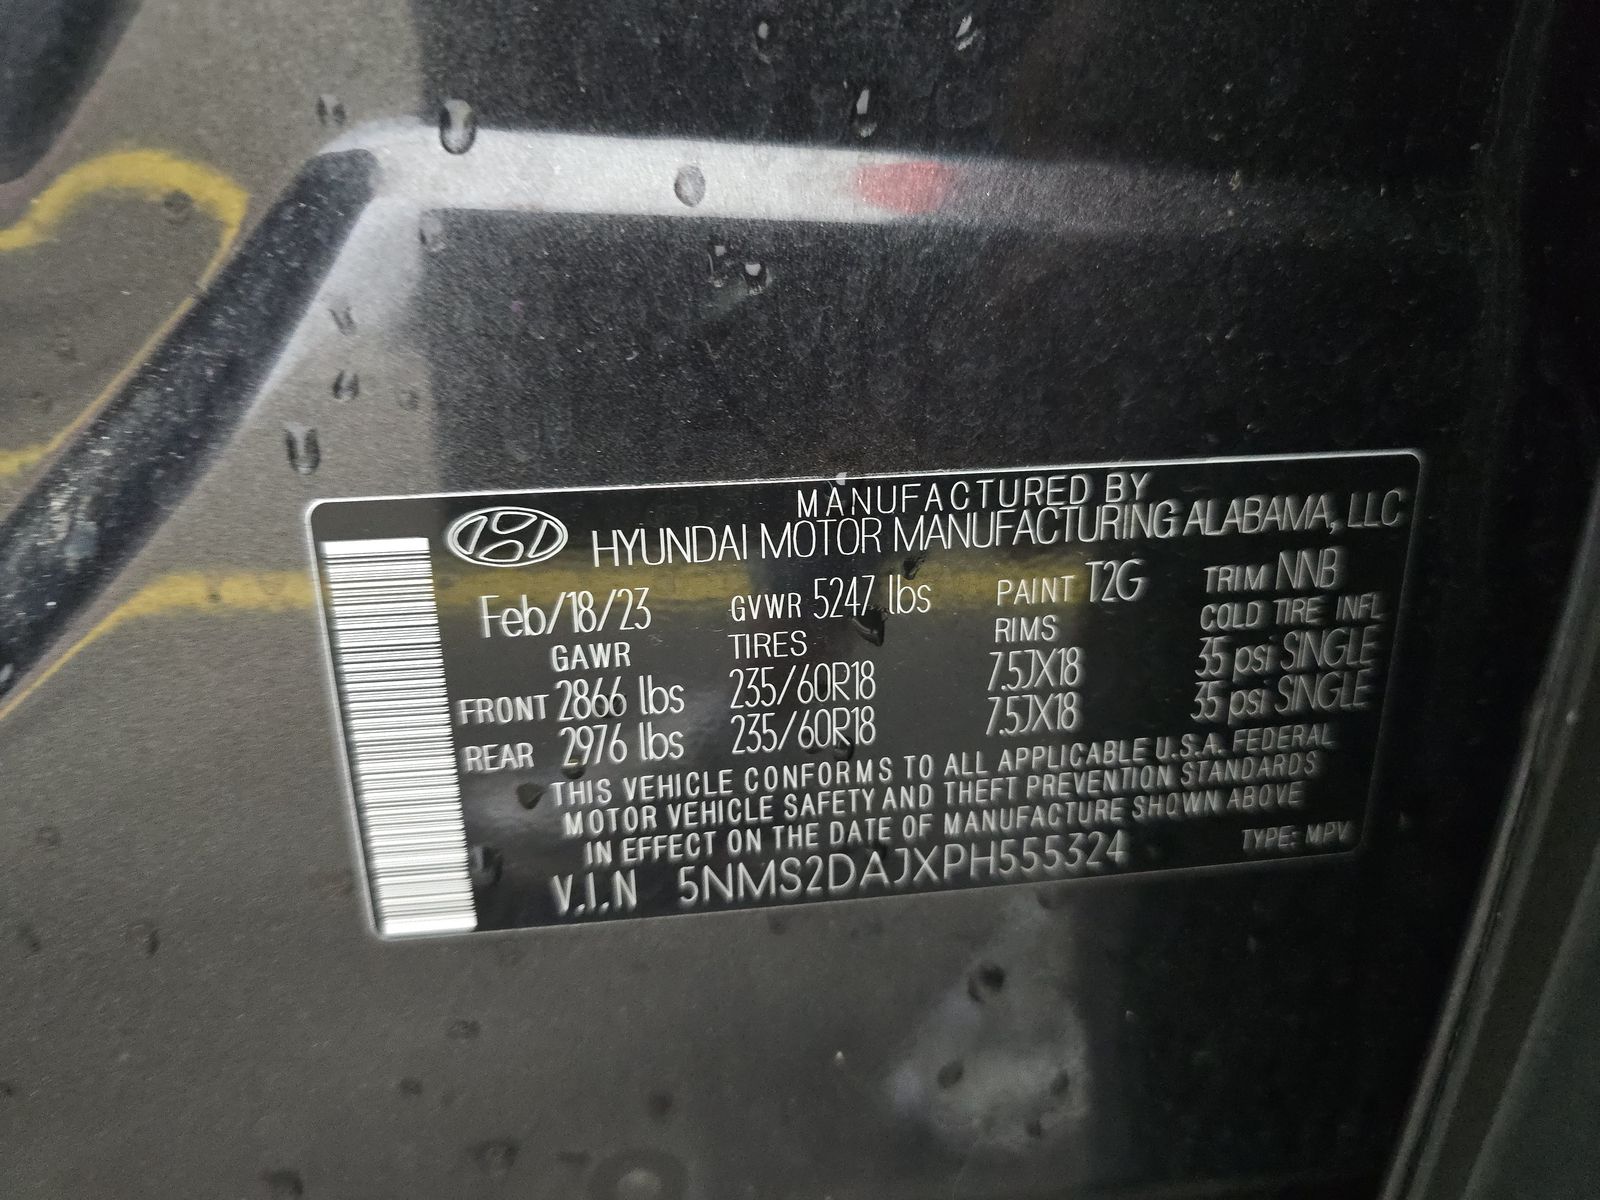 MANUFACTURED BY
HYUNDAI MOTOR MANUFACTURING ALABAMA, LLC
Feb/18/23 GVWR 5247 lbs PAINT T2G TRIM NNB
GAWR TIRES RIMS COLD TIRE INFL
FRONT 2866 lbs 235/60R18 7.5JX18 35 psi SINGLE
REAR 2976 lbs 235/60R18 7.5JX18 35 psi SINGLE
THIS VEHICLE CONFORMS TO ALL APPLICABLE U.S.A. FEDERAL
MOTOR VEHICLE SAFETY AND THEFT PREVENTION STANDARDS
IN EFFECT ON THE DATE OF MANUFACTURE SHOWN ABOVE
V.I.N 5NMS2DAJXPH555324 TYPE: MPV